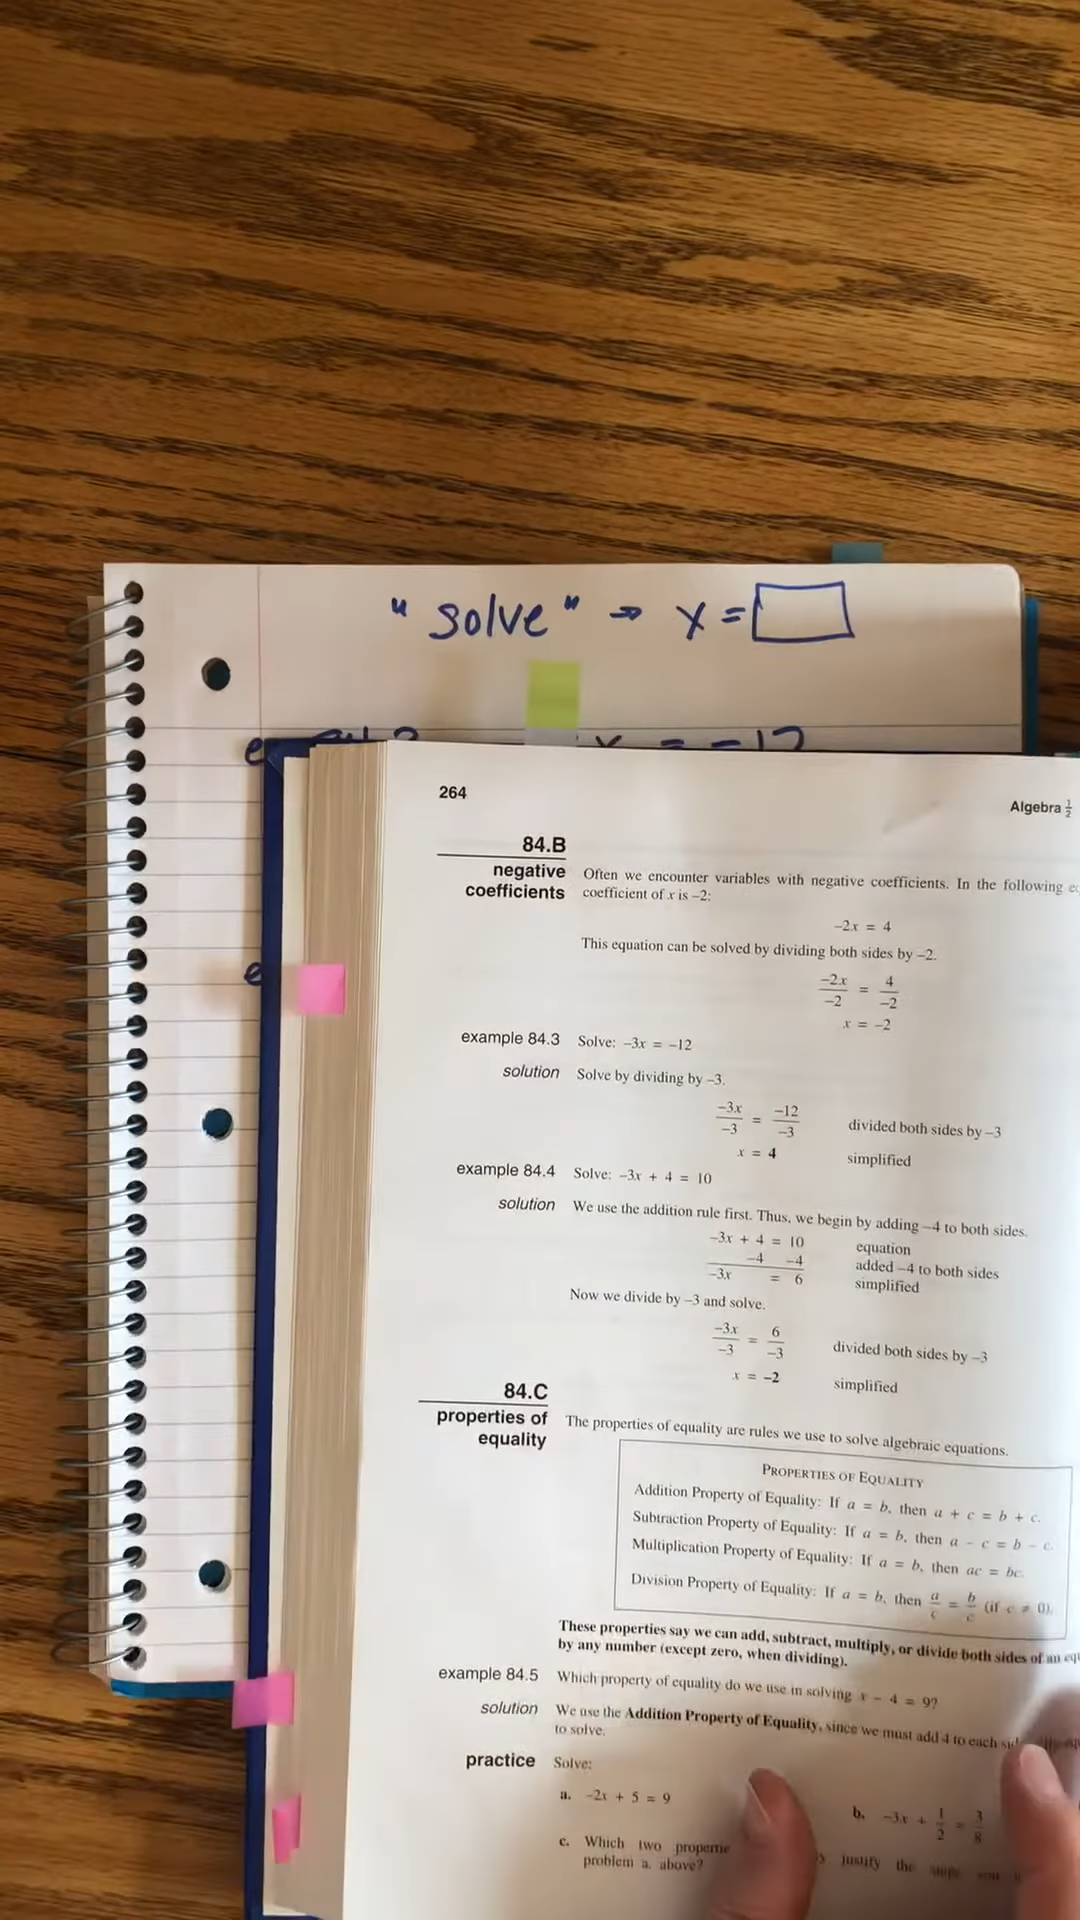 "solve" → x = 
x = -12
264
Algebra 1/2
84.B
negative coefficients
Often we encounter variables with negative coefficients. In the following
coefficient of x is –2:
–2x = 4
This equation can be solved by dividing both sides by –2.
–2x/–2 = 4/–2
x = –2
example 84.3 Solve: –3x = –12
solution Solve by dividing by –3.
–3x/–3 = –12/–3 divided both sides by –3
x = 4 simplified
example 84.4 Solve: –3x + 4 = 10
solution We use the addition rule first. Thus, we begin by adding –4 to both sides.
–3x + 4 = 10 equation
–4 –4 added –4 to both sides
–3x = 6 simplified
Now we divide by –3 and solve.
–3x/–3 = 6/–3 divided both sides by –3
x = –2 simplified
84.C
properties of equality
The properties of equality are rules we use to solve algebraic equations.
PROPERTIES OF EQUALITY
Addition Property of Equality: If a = b, then a + c = b + c.
Subtraction Property of Equality: If a = b, then a – c = b – c.
Multiplication Property of Equality: If a = b, then ac = bc.
Division Property of Equality: If a = b, then a/c = b/c (if c ≠ 0).
These properties say we can add, subtract, multiply, or divide both sides of an
by any number (except zero, when dividing).
example 84.5 Which property of equality do we use in solving x – 4 = 9?
solution We use the Addition Property of Equality, since we must add 4 to each
to solve.
practice Solve:
a. –2x + 5 = 9
b. –3x + 1/2 = 3/8
c. Which two
problem a. above?
justify the